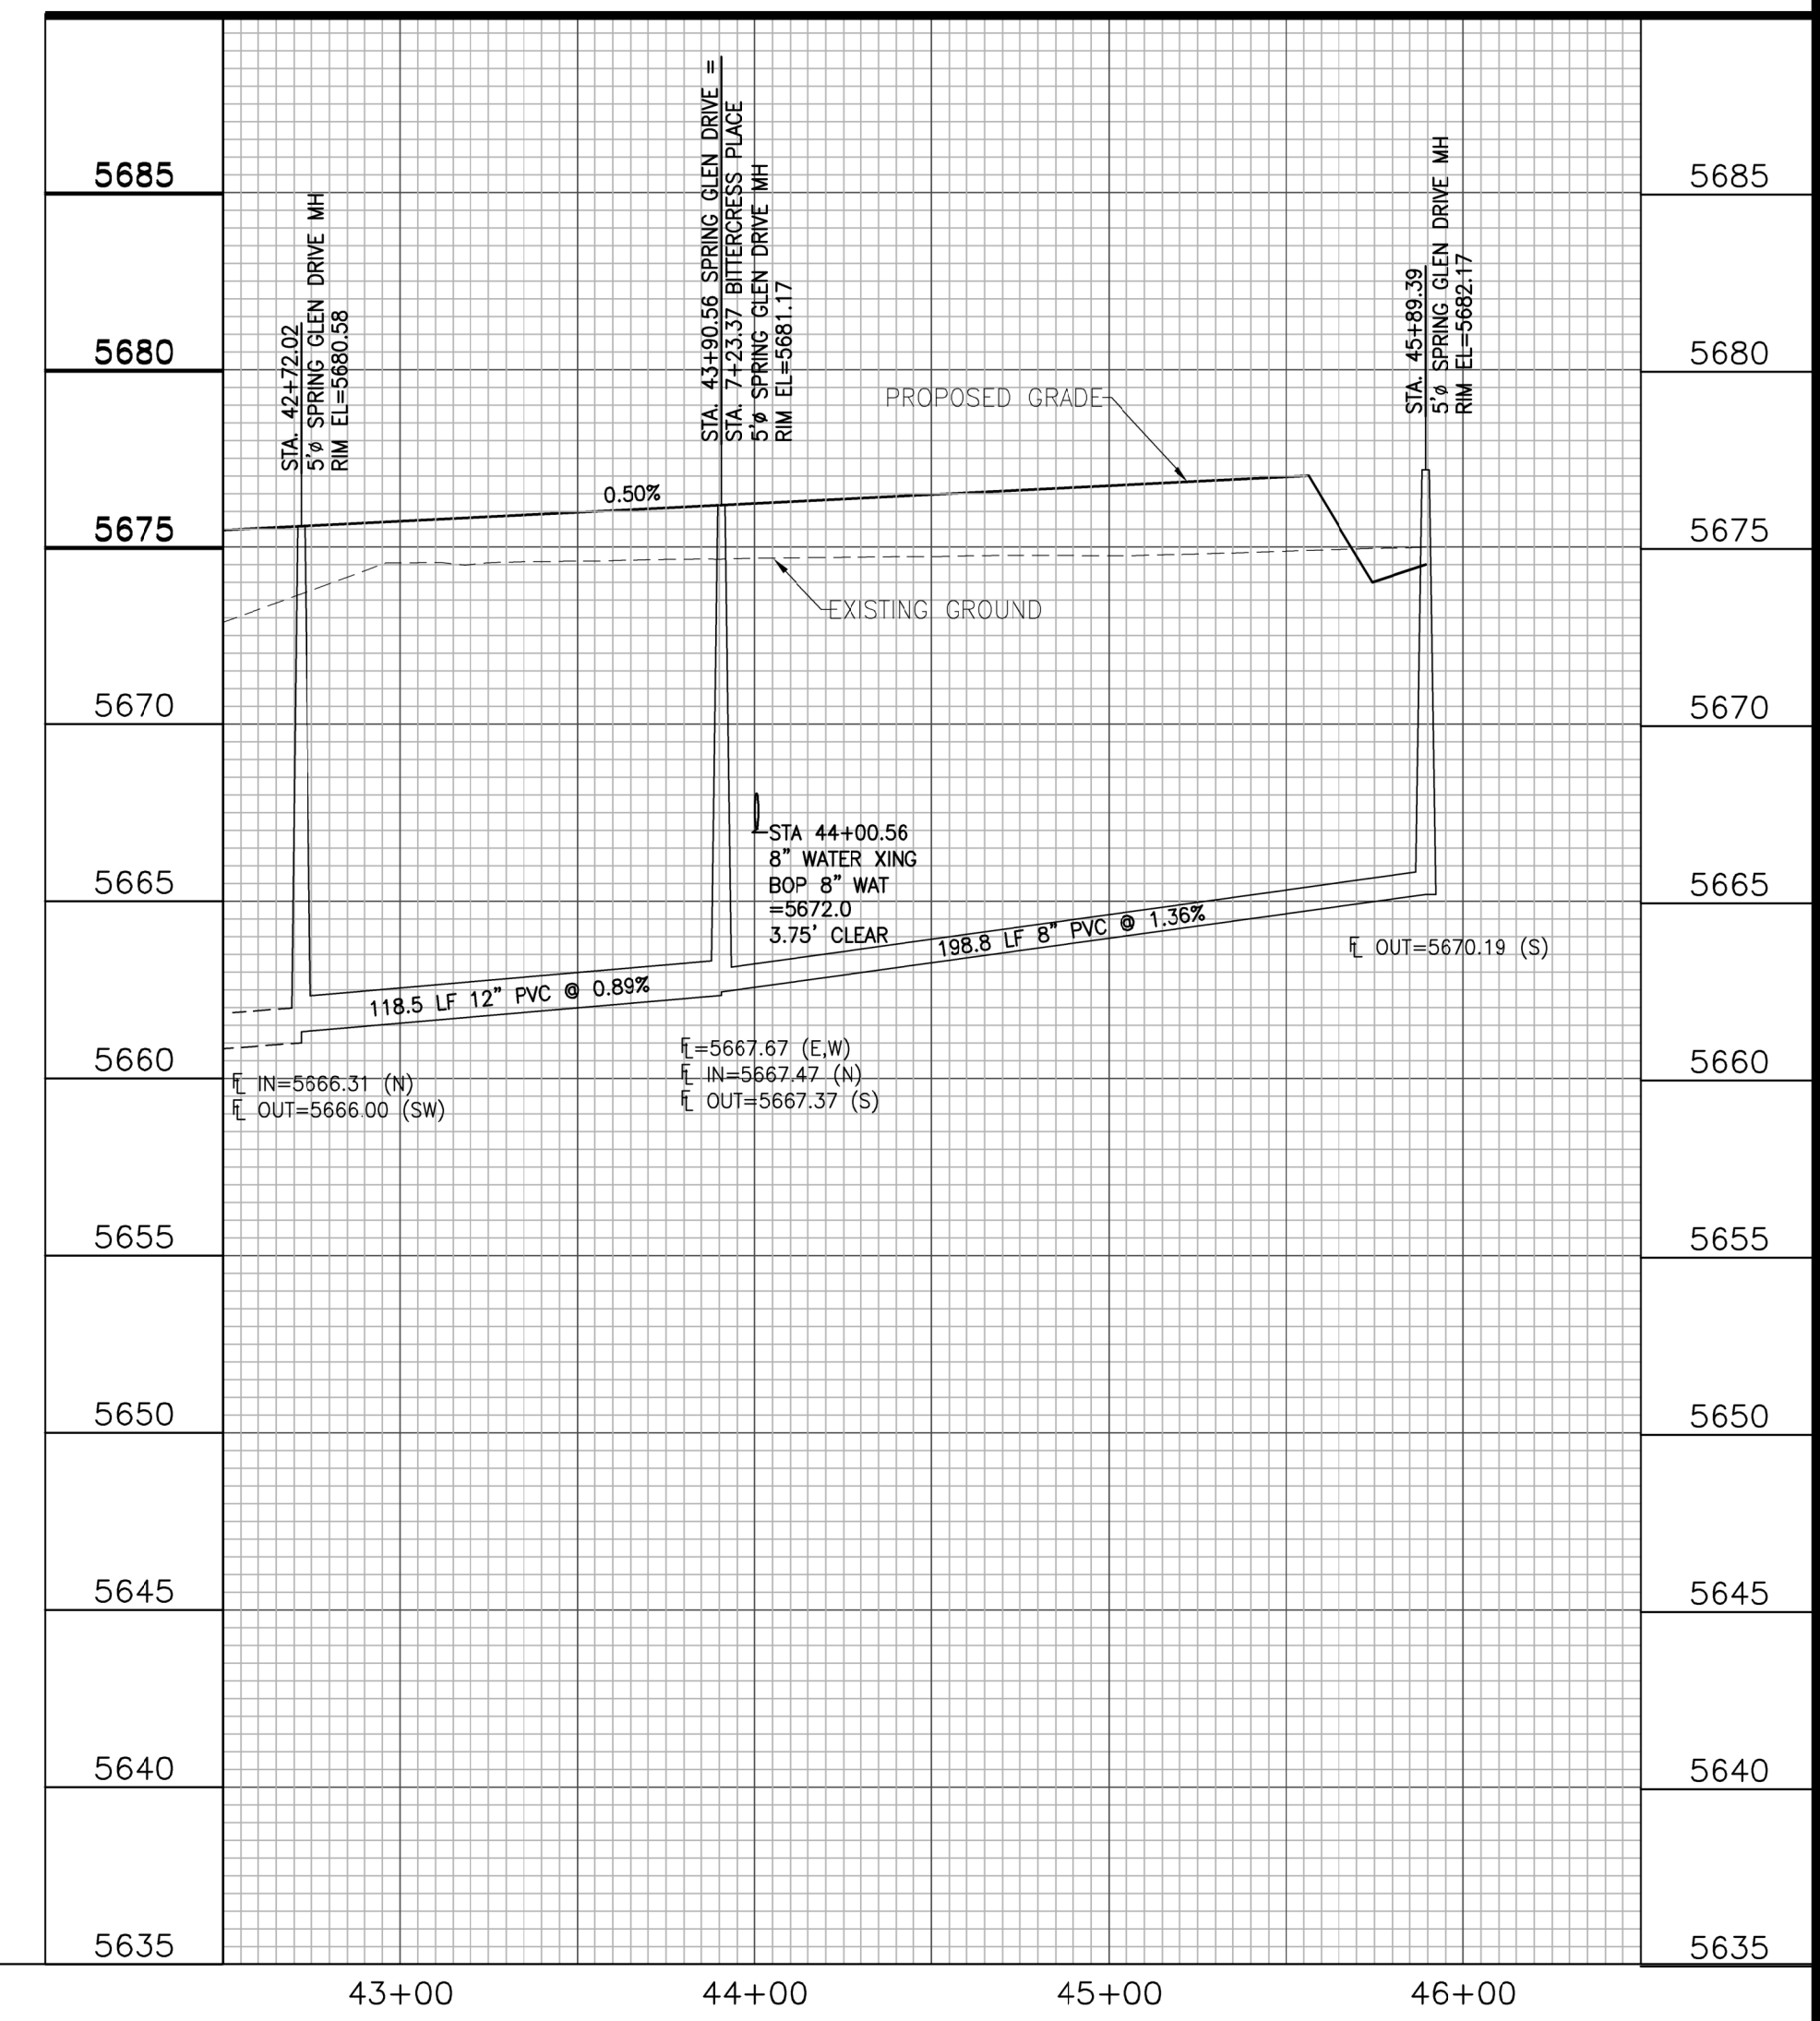 STA. 42+72.02
5'ø SPRING GLEN DRIVE MH
RIM EL=5680.58
STA. 43+90.56 SPRING GLEN DRIVE =
STA. 7+23.37 BITTERCRESS PLACE
5'ø SPRING GLEN DRIVE MH
RIM EL=5681.17
STA. 45+89.39
5'ø SPRING GLEN DRIVE MH
RIM EL=5682.17
PROPOSED GRADE
0.50%
EXISTING GROUND
STA 44+00.56
8" WATER XING
BOP 8" WAT
=5672.0
3.75' CLEAR
118.5 LF 12" PVC @ 0.89%
198.8 LF 8" PVC @ 1.36%
FL OUT=5670.19 (S)
FL=5667.67 (E,W)
FL IN=5667.47 (N)
FL OUT=5667.37 (S)
FL IN=5666.31 (N)
FL OUT=5666.00 (SW)
5685
5680
5675
5670
5665
5660
5655
5650
5645
5640
5635
5685
5680
5675
5670
5665
5660
5655
5650
5645
5640
5635
43+00
44+00
45+00
46+00